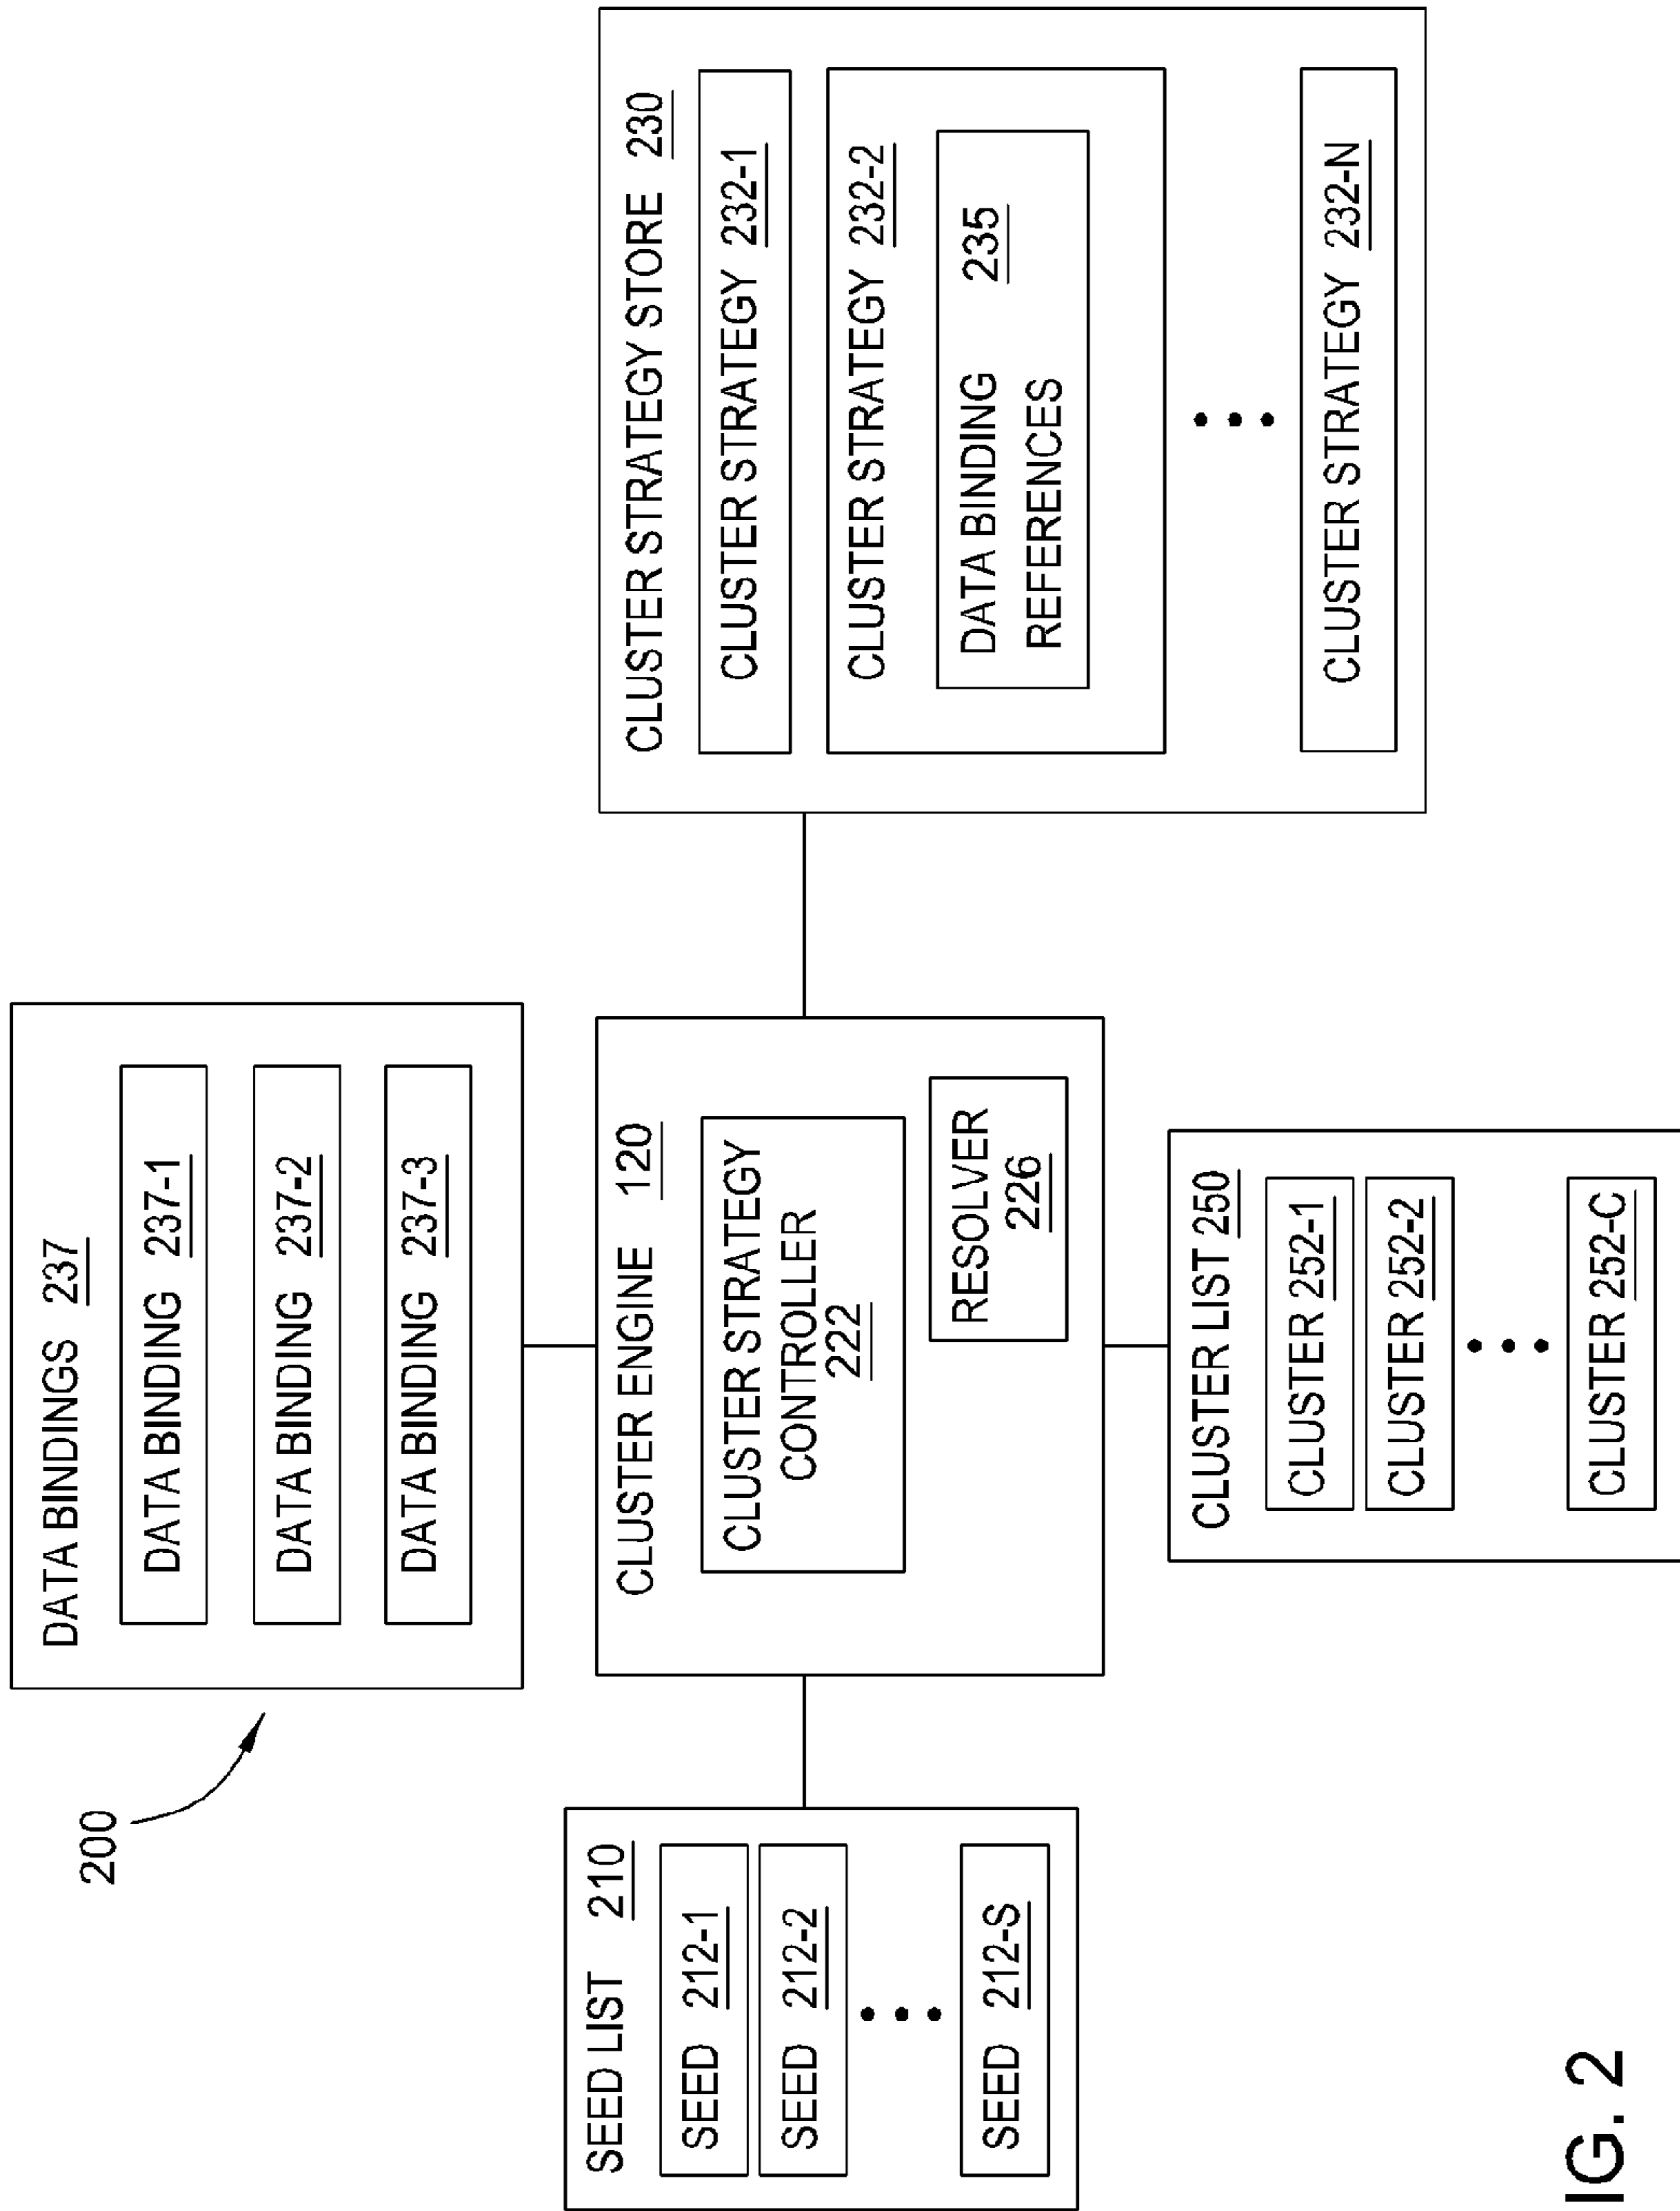 200
DATA BINDINGS 237
DATA BINDING 237-1
DATA BINDING 237-2
DATA BINDING 237-3
SEED LIST 210
SEED 212-1
SEED 212-2
SEED 212-S
CLUSTER ENGINE 120
CLUSTER STRATEGY
CONTROLLER
222
RESOLVER
226
CLUSTER STRATEGY STORE 230
CLUSTER STRATEGY 232-1
CLUSTER STRATEGY 232-2
DATA BINDING 235
REFERENCES
CLUSTER STRATEGY 232-N
CLUSTER LIST 250
CLUSTER 252-1
CLUSTER 252-2
CLUSTER 252-C
IG. 2